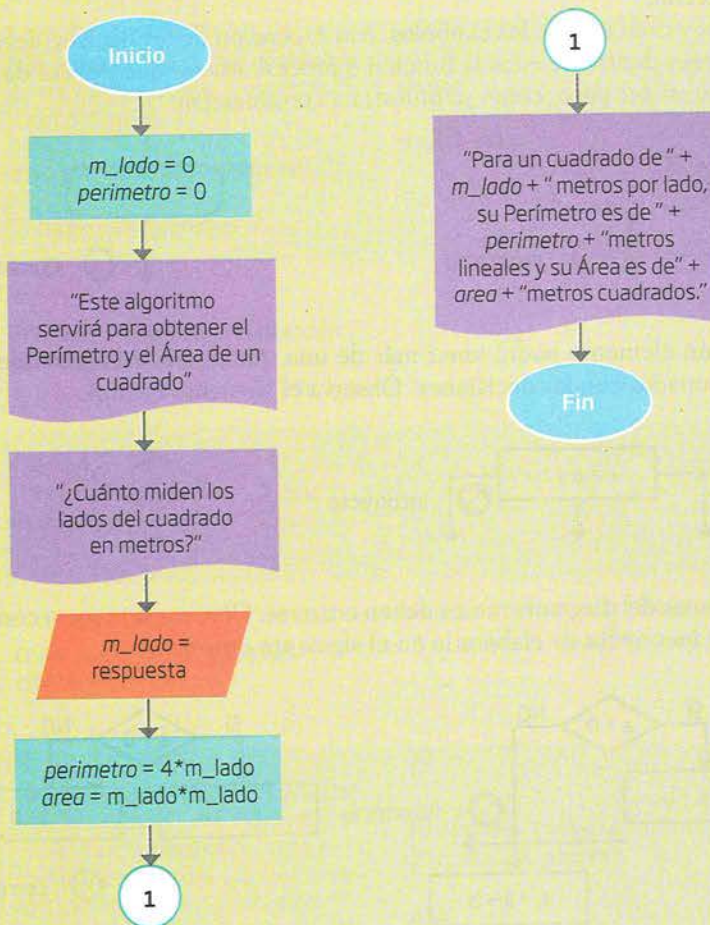 Inicio
m_lado = 0
perimetro = 0
"Este algoritmo
servirá para obtener el
Perímetro y el Área de un
cuadrado"
"¿Cuánto miden los
lados del cuadrado
en metros?"
m_lado =
respuesta
perimetro = 4*m_lado
area = m_lado*m_lado
1
1
"Para un cuadrado de " +
m_lado + " metros por lado,
su Perímetro es de " +
perimetro + "metros
lineales y su Área es de" +
area + "metros cuadrados."
Fin